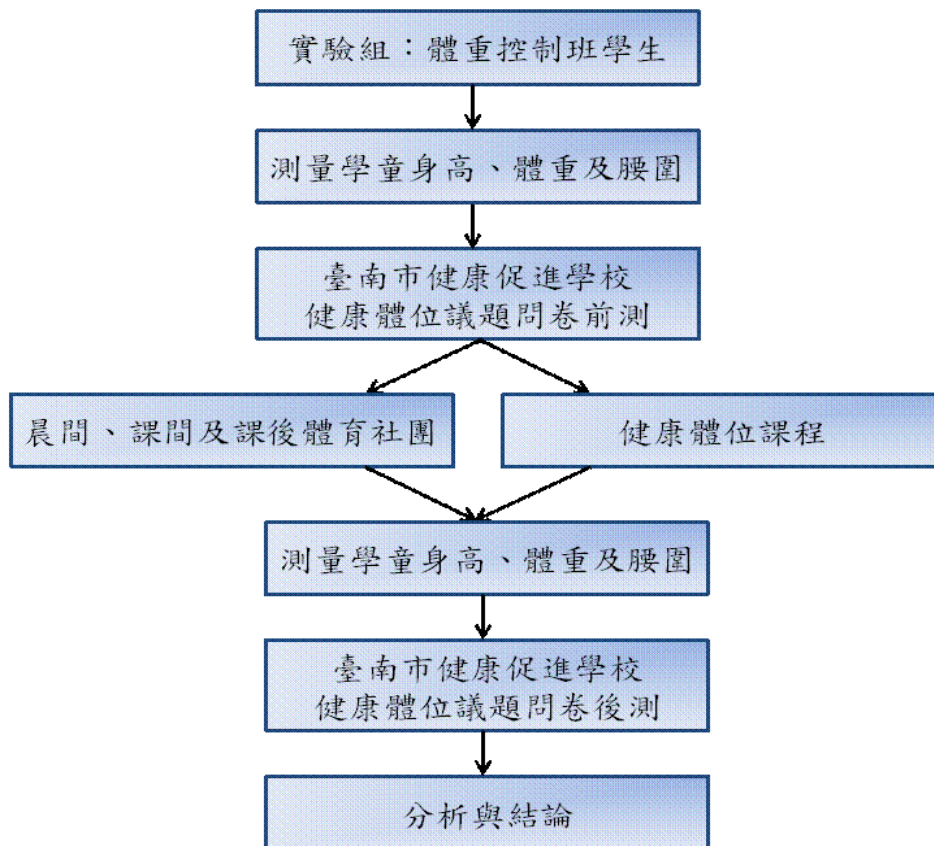 實驗組：體重控制班學生
測量學童身高、體重及腰圍
臺南市健康促進學校
健康體位議題問卷前測
晨間、課間及課後體育社團
健康體位課程
測量學童身高、體重及腰圍
臺南市健康促進學校
健康體位議題問卷後測
分析與結論